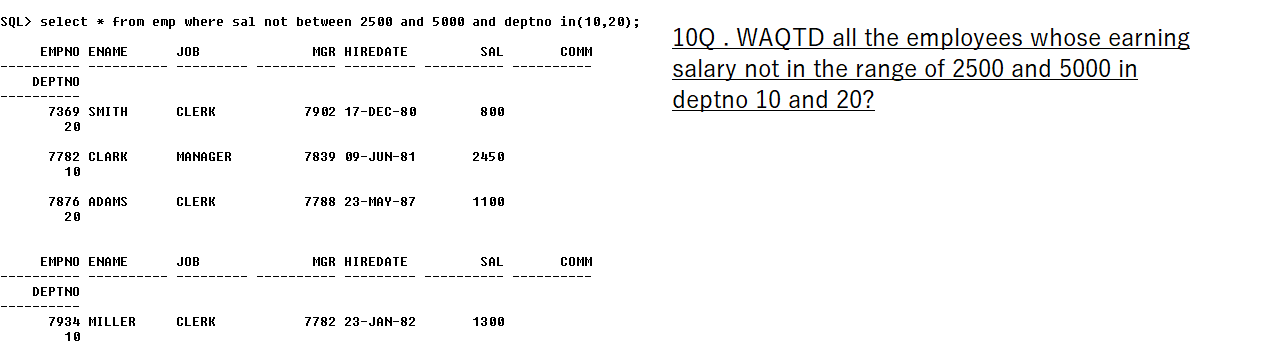 SQL> select * from emp where sal not between 2500 and 5000 and deptno in(10,20);
     EMPNO ENAME      JOB              MGR HIREDATE         SAL       COMM
---------- ---------- --------- ---------- --------- ---------- ----------
    DEPTNO
----------
      7369 SMITH      CLERK           7902 17-DEC-80        800
        20
      7782 CLARK      MANAGER         7839 09-JUN-81       2450
        10
      7876 ADAMS      CLERK           7788 23-MAY-87       1100
        20
     EMPNO ENAME      JOB              MGR HIREDATE         SAL       COMM
---------- ---------- --------- ---------- --------- ---------- ----------
    DEPTNO
----------
      7934 MILLER     CLERK           7782 23-JAN-82       1300
        10
10Q . WAQTD all the employees whose earning
salary not in the range of 2500 and 5000 in
deptno 10 and 20?